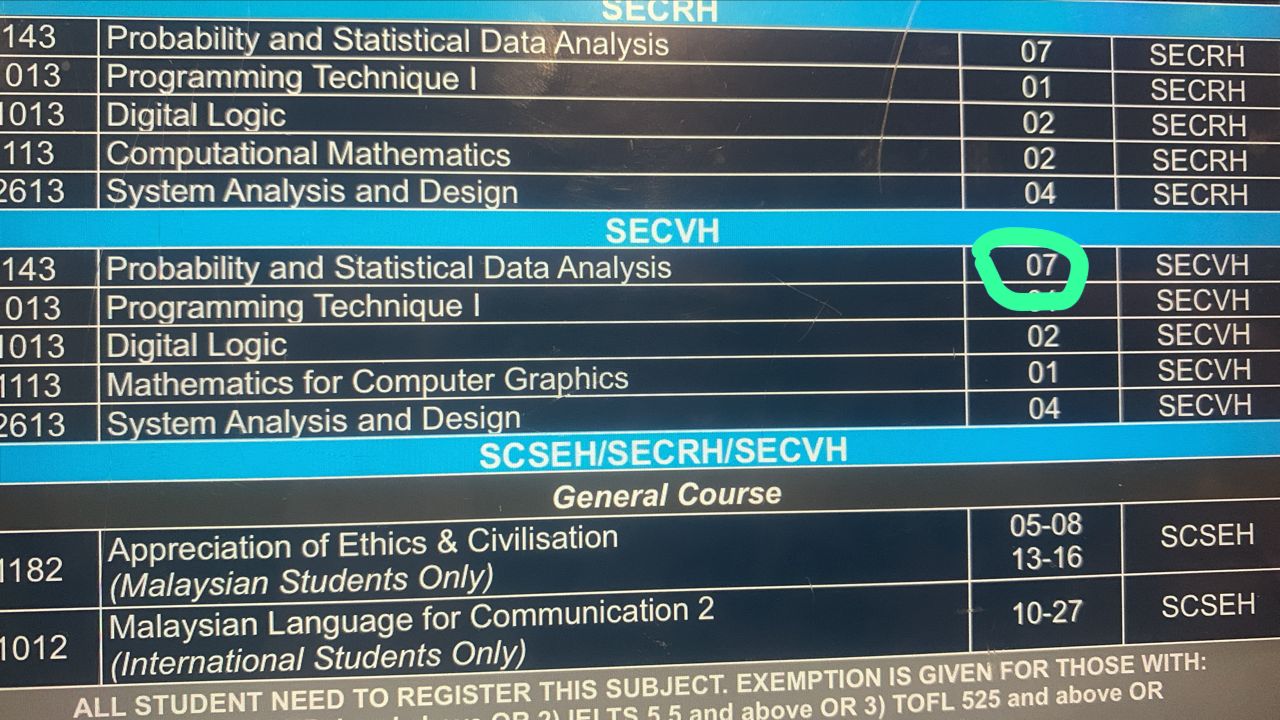 SECRH
143 Probability and Statistical Data Analysis 07 SECRH
013 Programming Technique I 01 SECRH
1013 Digital Logic 02 SECRH
113 Computational Mathematics 02 SECRH
2613 System Analysis and Design 04 SECRH
SECVH
143 Probability and Statistical Data Analysis 07 SECVH
013 Programming Technique I SECVH
1013 Digital Logic 02 SECVH
1113 Mathematics for Computer Graphics 01 SECVH
2613 System Analysis and Design 04 SECVH
SCSEH/SECRH/SECVH
General Course
1182 Appreciation of Ethics & Civilisation 05-08 SCSEH
(Malaysian Students Only) 13-16
1012 Malaysian Language for Communication 2 10-27 SCSEH
(International Students Only)
ALL STUDENT NEED TO REGISTER THIS SUBJECT. EXEMPTION IS GIVEN FOR THOSE WITH:
OR 2) IELTS 5.5 and above OR 3) TOFL 525 and above OR